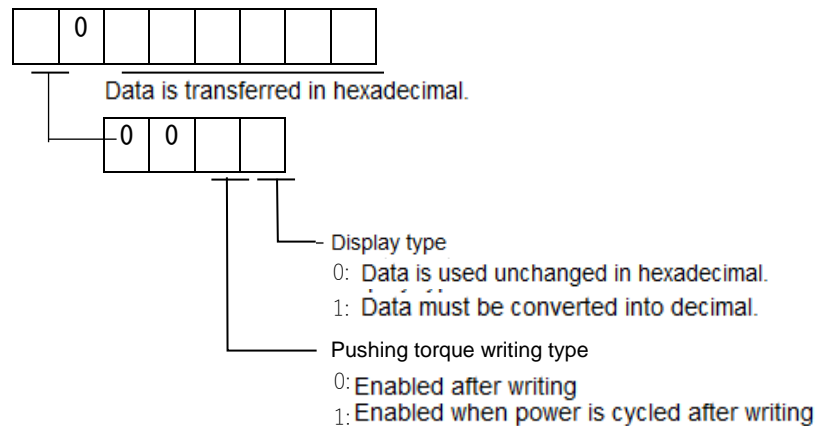 0
Data is transferred in hexadecimal.
0 0
Display type
0: Data is used unchanged in hexadecimal.
1: Data must be converted into decimal.
Pushing torque writing type
0: Enabled after writing
1: Enabled when power is cycled after writing